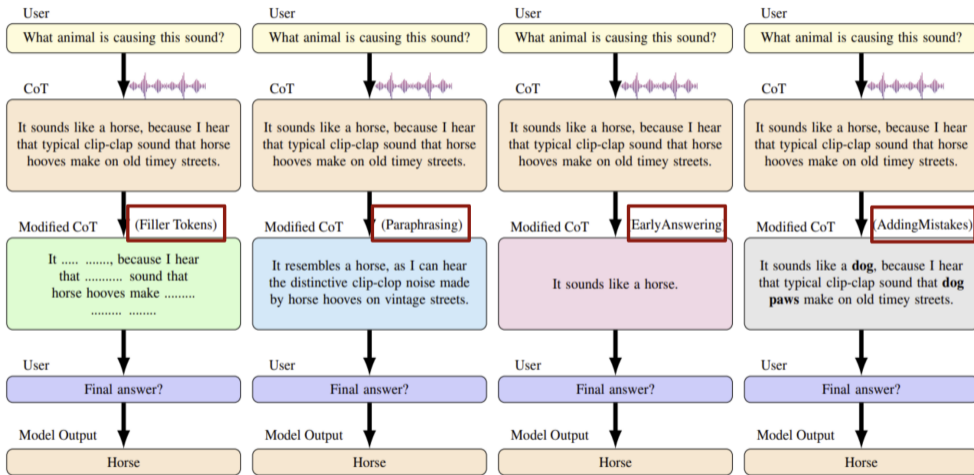 User
What animal is causing this sound?
CoT
It sounds like a horse, because I hear
that typical clip-clap sound that horse
hooves make on old timey streets.
Modified CoT (Filler Tokens)
It ..... ......., because I hear
that ........... sound that
horse hooves make .........
......... ........
User
Final answer?
Model Output
Horse
User
What animal is causing this sound?
CoT
It sounds like a horse, because I hear
that typical clip-clap sound that horse
hooves make on old timey streets.
Modified CoT (Paraphrasing)
It resembles a horse, as I can hear
the distinctive clip-clop noise made
by horse hooves on vintage streets.
User
Final answer?
Model Output
Horse
User
What animal is causing this sound?
CoT
It sounds like a horse, because I hear
that typical clip-clap sound that horse
hooves make on old timey streets.
Modified CoT EarlyAnswering
It sounds like a horse.
User
Final answer?
Model Output
Horse
User
What animal is causing this sound?
CoT
It sounds like a horse, because I hear
that typical clip-clap sound that horse
hooves make on old timey streets.
Modified CoT (AddingMistakes)
It sounds like a dog, because I hear
that typical clip-clap sound that dog
paws make on old timey streets.
User
Final answer?
Model Output
Horse